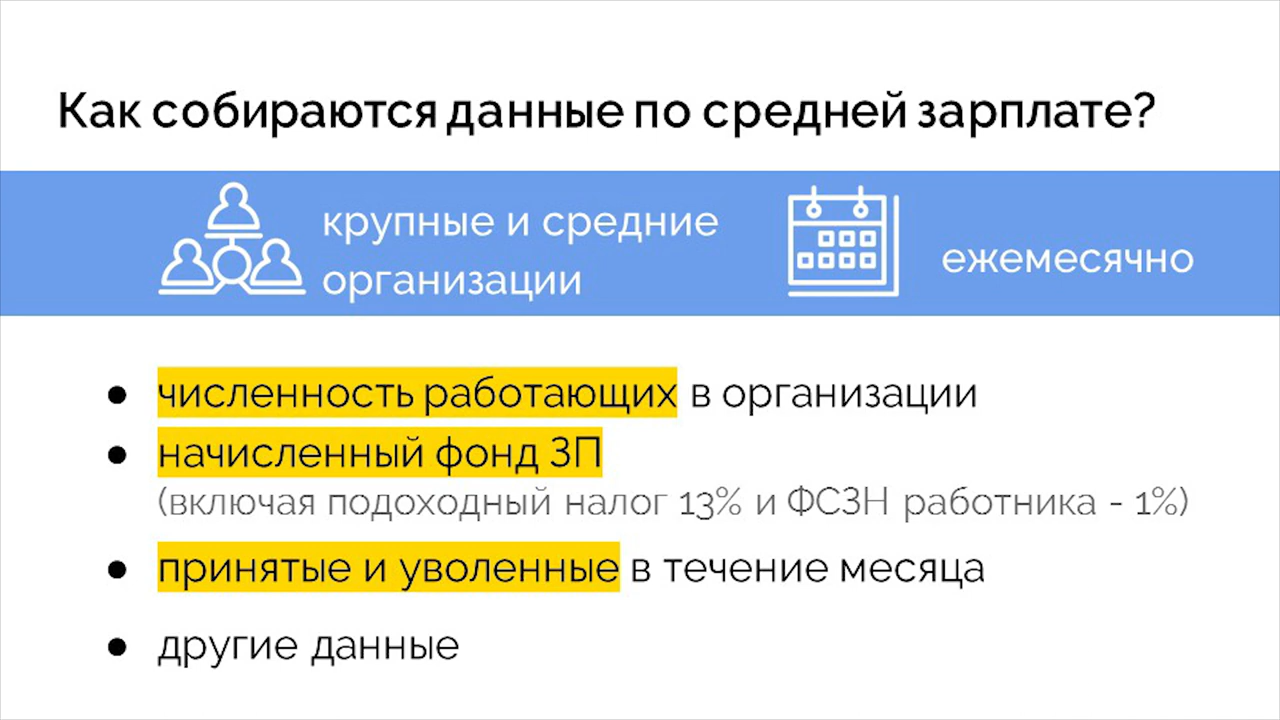 Как собираются данные по средней зарплате?
крупные и средние
организации
ежемесячно
● численность работающих в организации
● начисленный фонд ЗП
(включая подоходный налог 13% и ФСЗН работника - 1%)
● принятые и уволенные в течение месяца
● другие данные